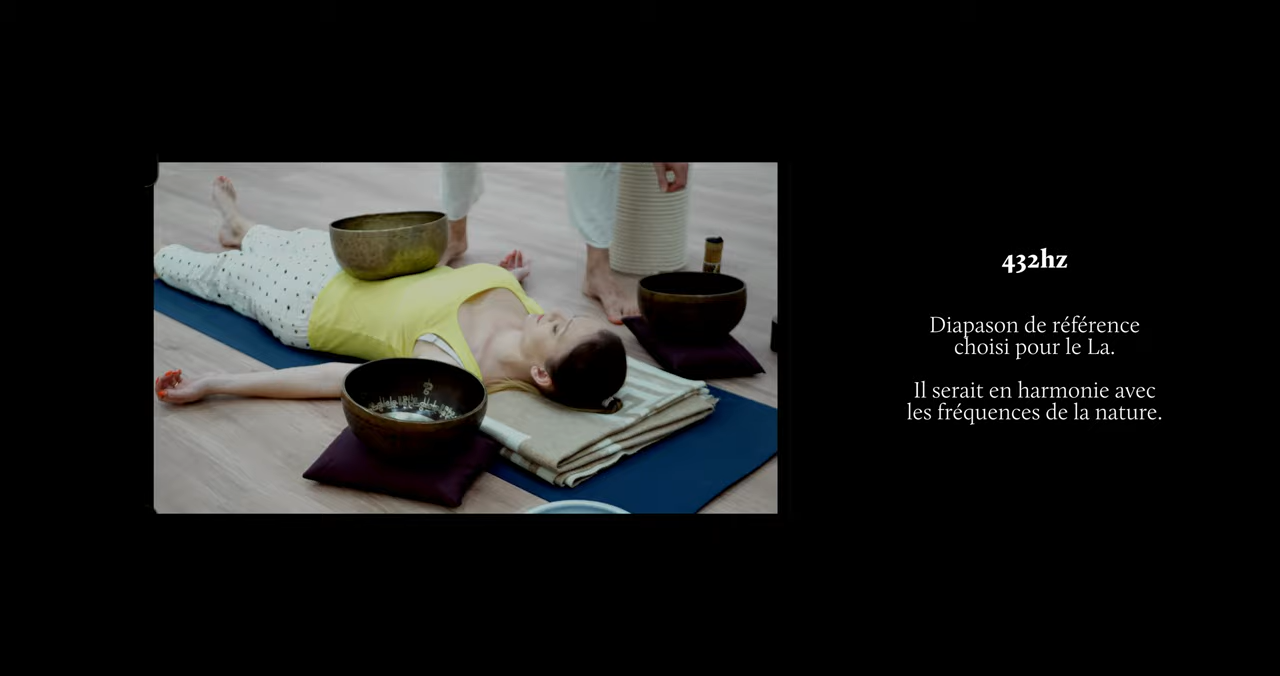 432hz
Diapason de référence
choisi pour le La.
Il serait en harmonie avec
les fréquences de la nature.